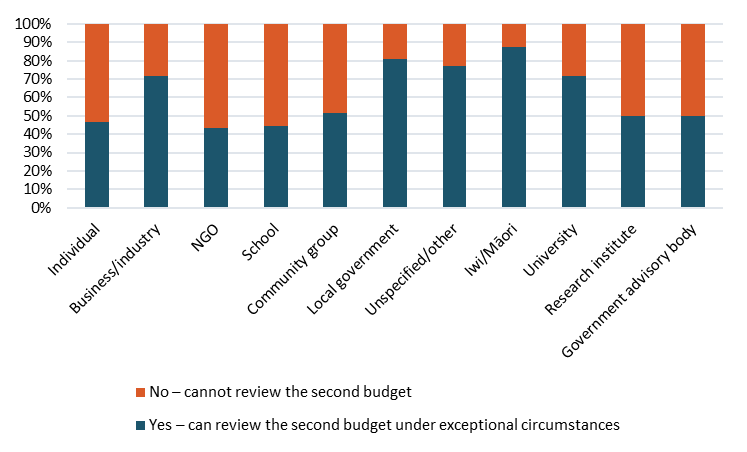 100%
90%
80%
70%
60%
50%
40%
30%
20%
10%
0%
Individual
Business/industry
NGO
School
Community group
Local government
Unspecified/other
Iwi/Māori
University
Research institute
Government advisory body
No – cannot review the second budget
Yes – can review the second budget under exceptional circumstances